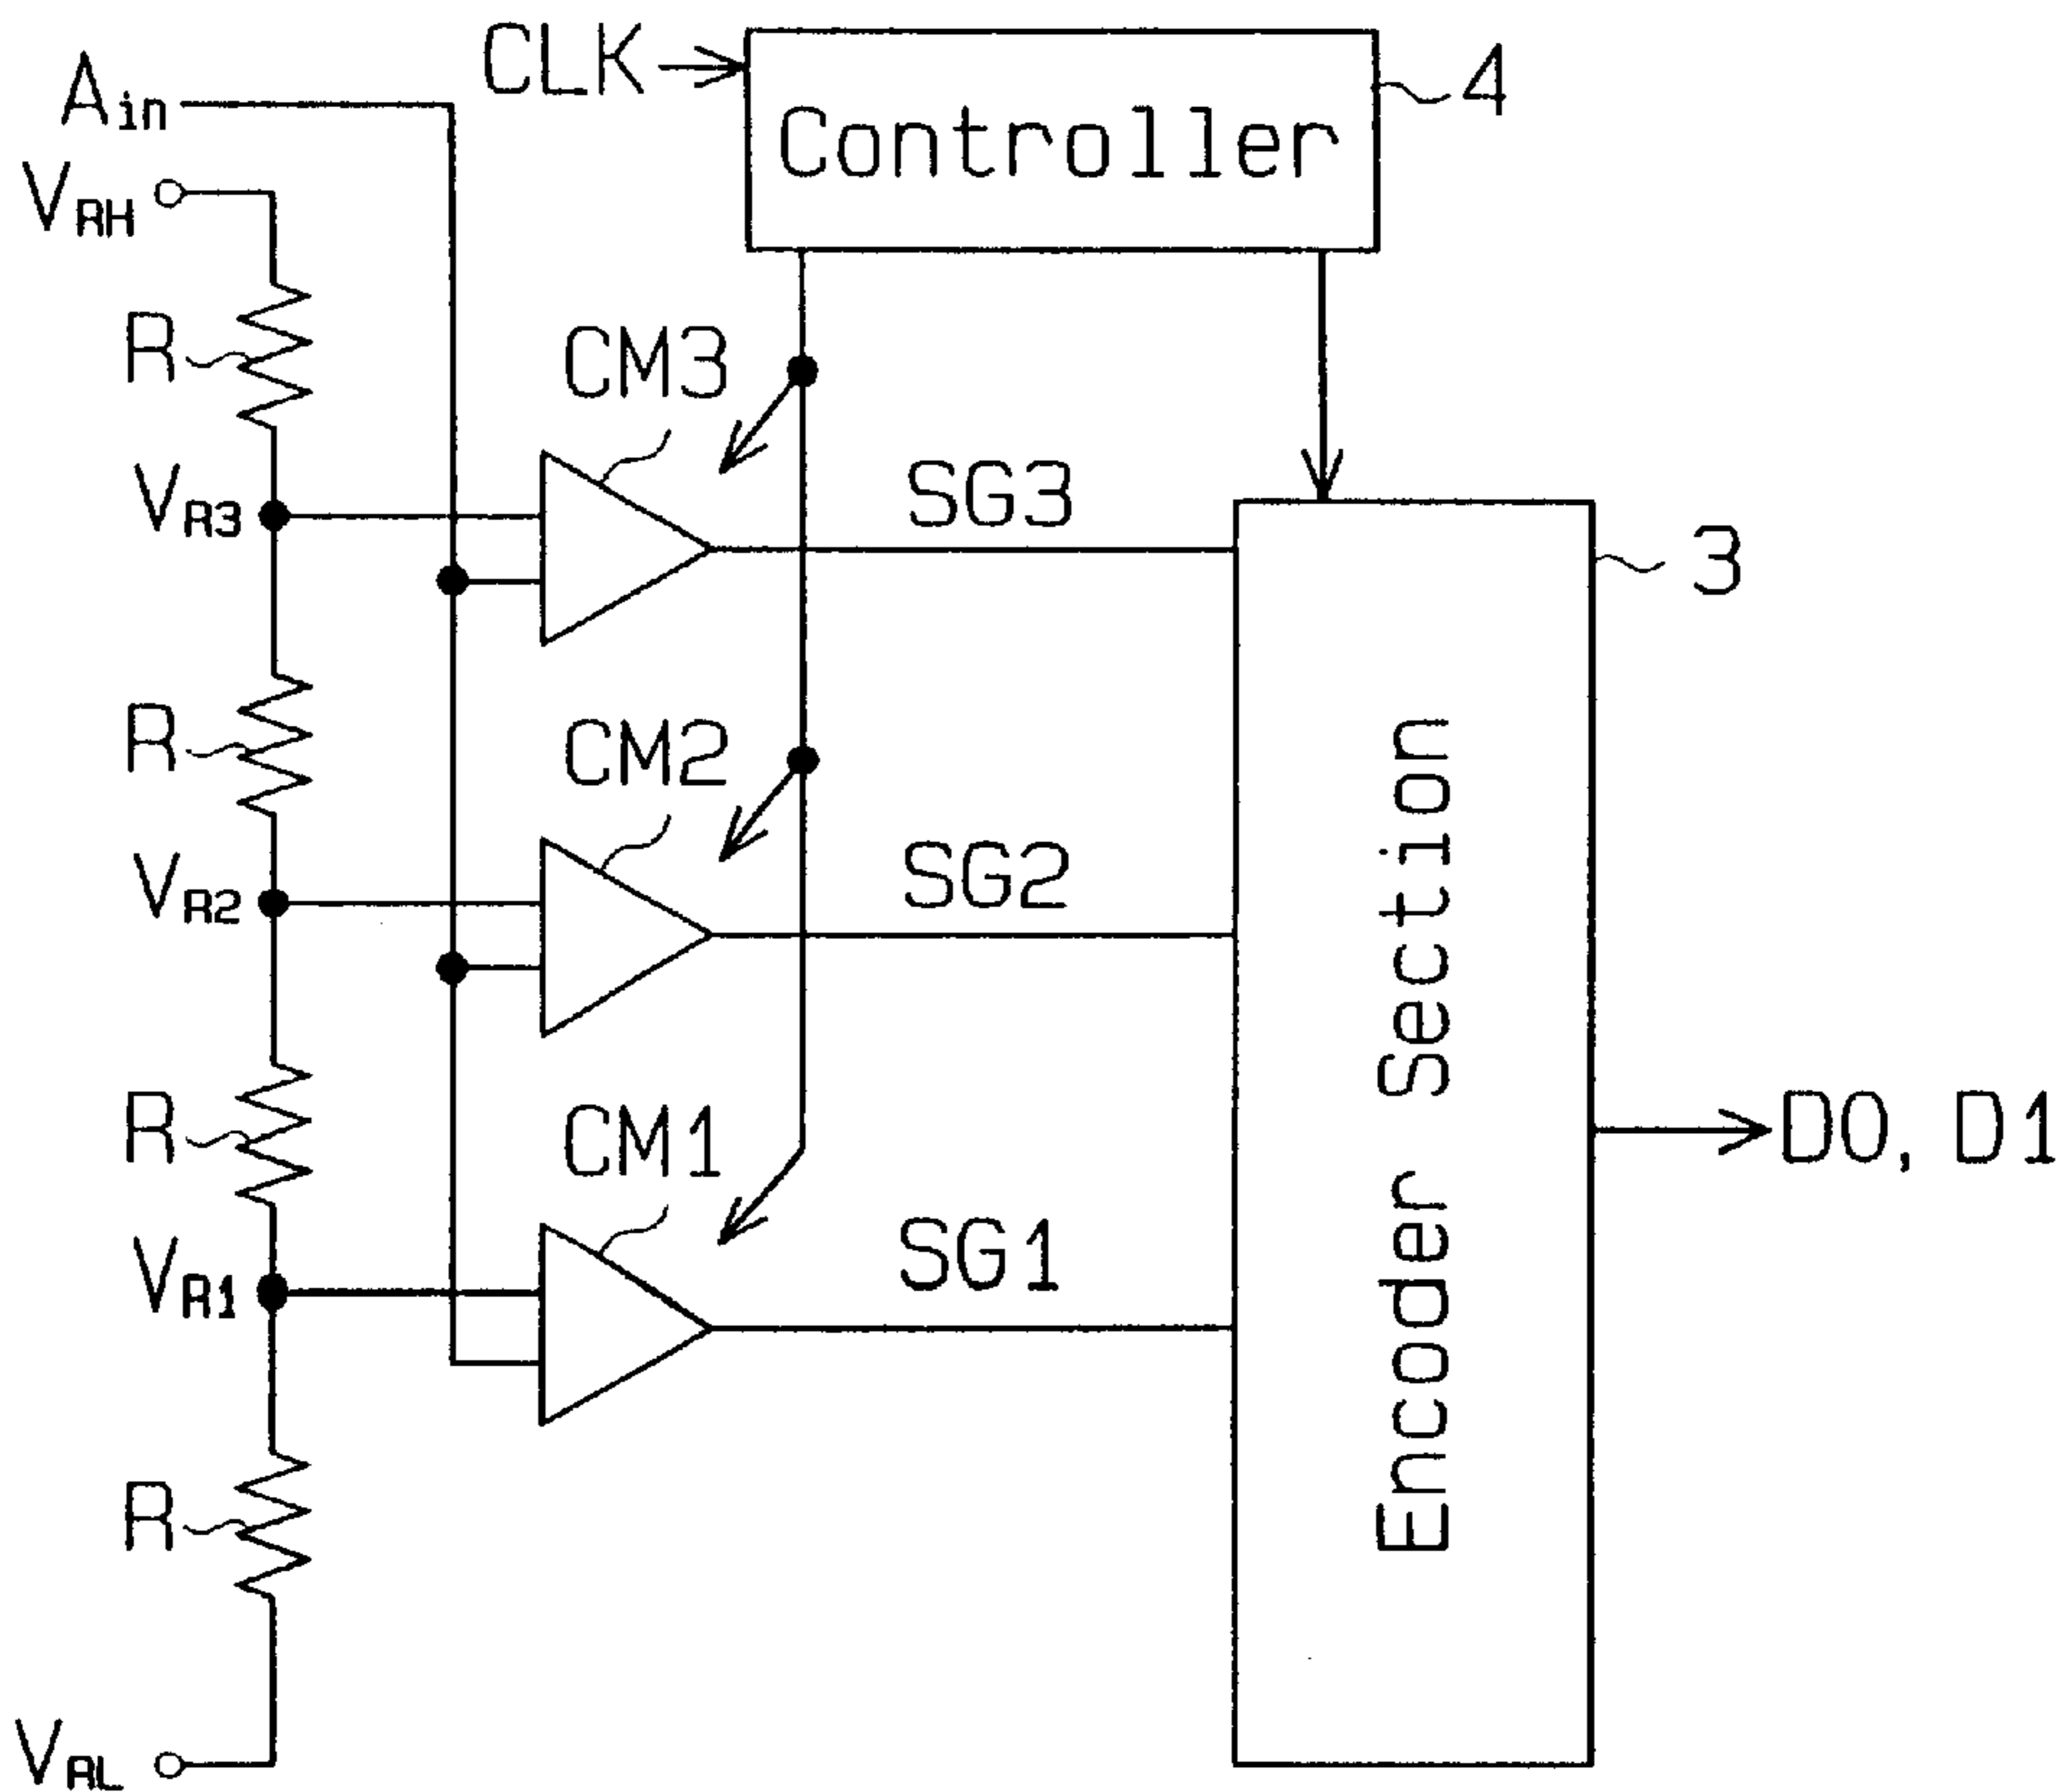 CLK
Controller
4
Ain
VRH
R
CM3
VR3
SG3
3
R
CM2
VR2
SG2
Encoder Section
R
CM1
D0, D1
VR1
SG1
R
VRL